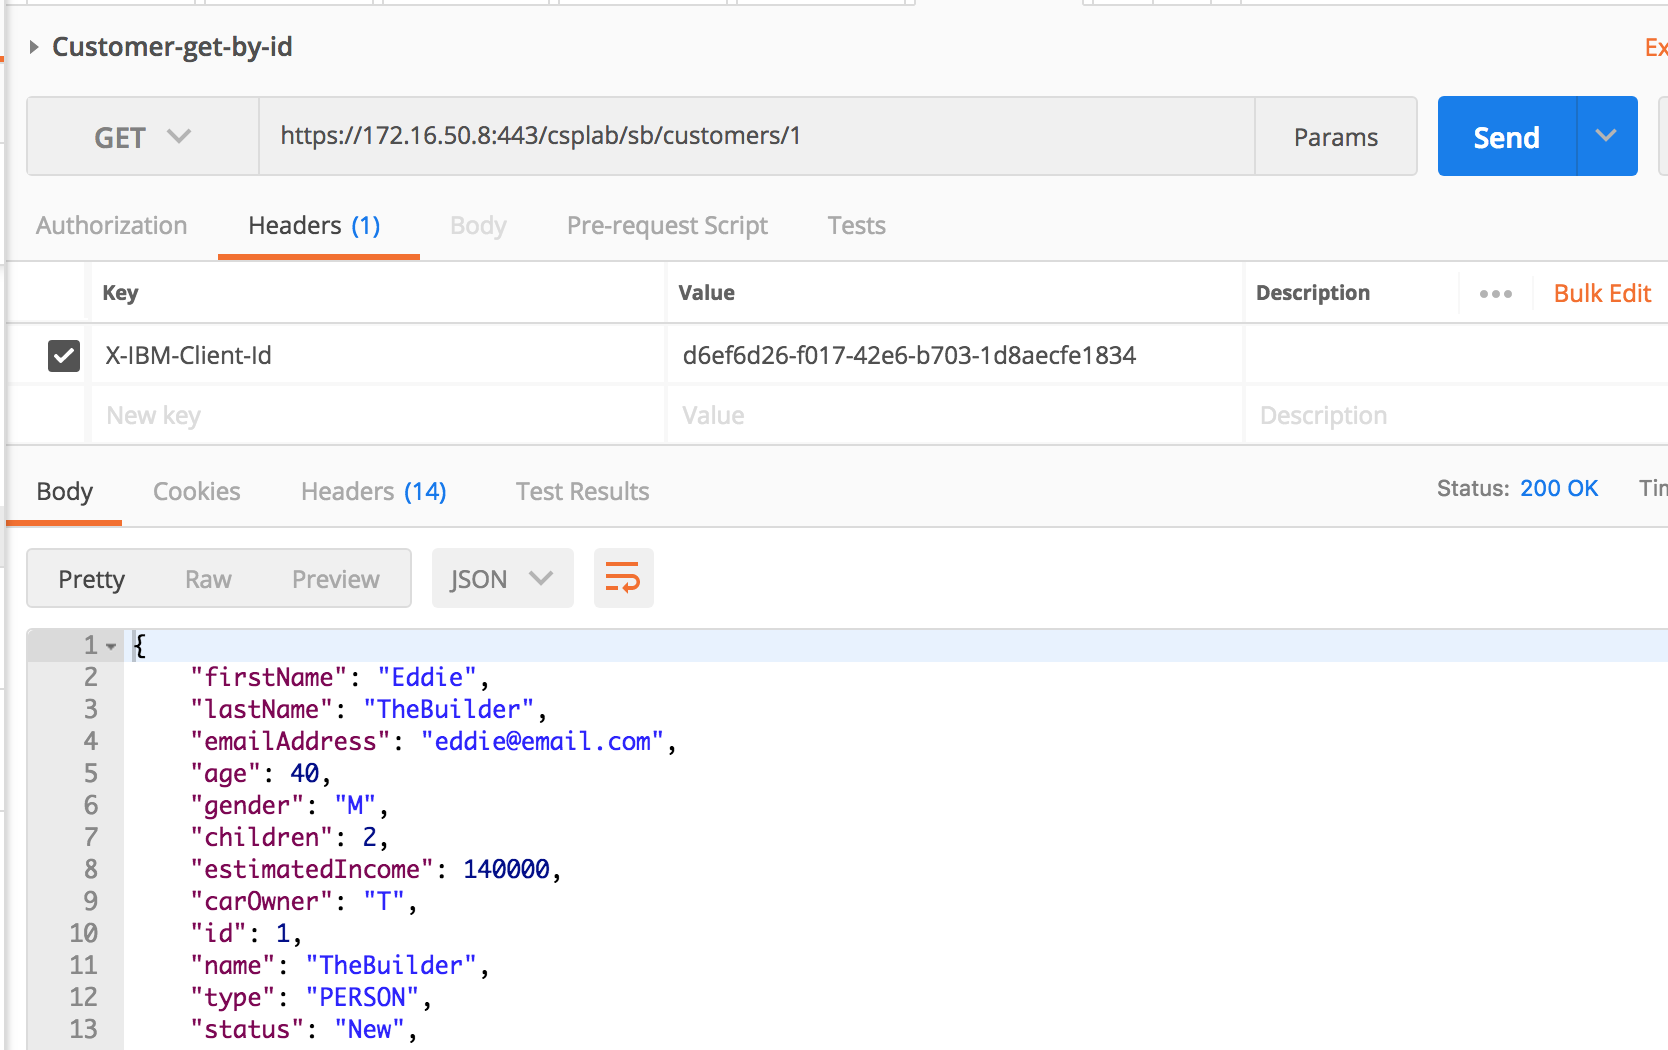 Customer-get-by-id
Ex
GET https://172.16.50.8:443/csplab/sb/customers/1 Params Send
Authorization Headers (1) Body Pre-request Script Tests
Key Value Description Bulk Edit
X-IBM-Client-Id d6ef6d26-f017-42e6-b703-1d8aecfe1834
New key Value Description
Body Cookies Headers (14) Test Results Status: 200 OK Tim
Pretty Raw Preview JSON
1 {
2 "firstName": "Eddie",
3 "lastName": "TheBuilder",
4 "emailAddress": "eddie@email.com",
5 "age": 40,
6 "gender": "M",
7 "children": 2,
8 "estimatedIncome": 140000,
9 "carOwner": "T",
10 "id": 1,
11 "name": "TheBuilder",
12 "type": "PERSON",
13 "status": "New",